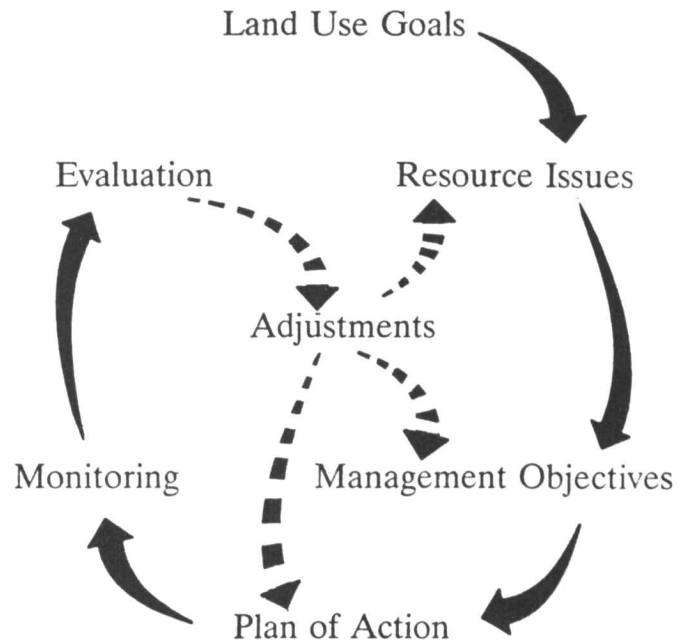 Land Use Goals
Evaluation
Resource Issues
Adjustments
Monitoring
Management Objectives
Plan of Action